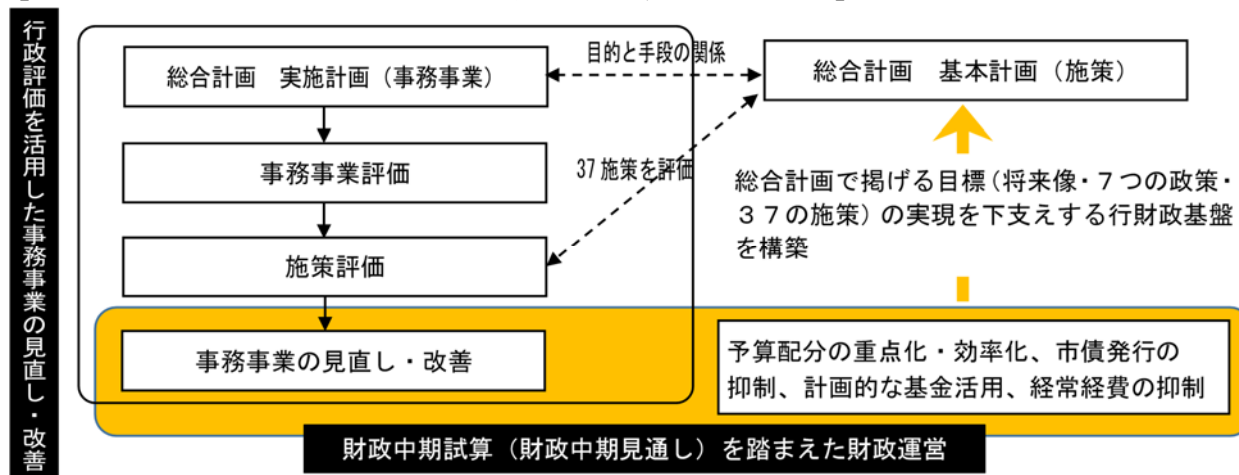 行政評価を活用した事務事業の見直し・改善
総合計画　実施計画（事務事業）
目的と手段の関係
総合計画　基本計画（施策）
事務事業評価
37施策を評価
総合計画で掲げる目標（将来像・７つの政策・
３７の施策）の実現を下支えする行財政基盤
を構築
施策評価
事務事業の見直し・改善
予算配分の重点化・効率化、市債発行の
抑制、計画的な基金活用、経常経費の抑制
財政中期試算（財政中期見通し）を踏まえた財政運営